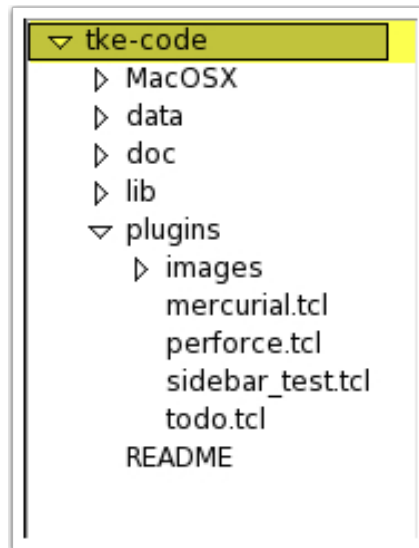 tke-code
MacOSX
data
doc
lib
plugins
images
mercurial.tcl
perforce.tcl
sidebar_test.tcl
todo.tcl
README